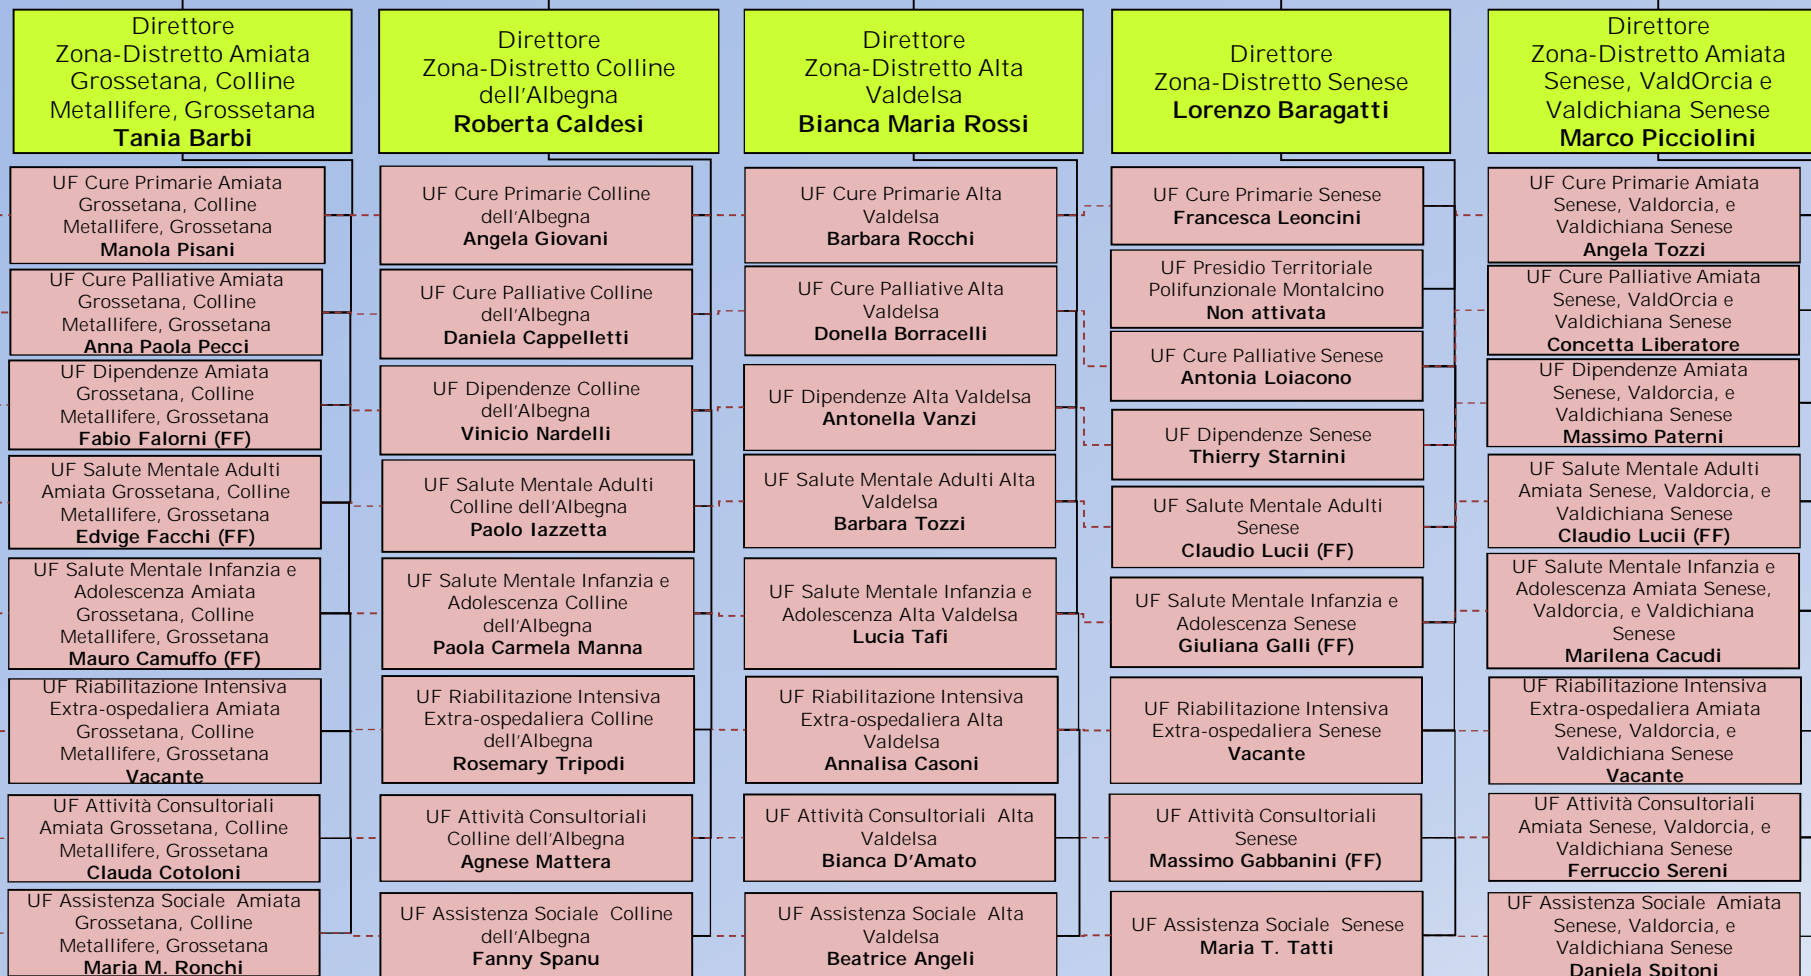 Direttore
Zona-Distretto Amiata
Grossetana, Colline
Metallifere, Grossetana
Tania Barbi
UF Cure Primarie Amiata
Grossetana, Colline
Metallifere, Grossetana
Manola Pisani
UF Cure Palliative Amiata
Grossetana, Colline
Metallifere, Grossetana
Anna Paola Pecci
UF Dipendenze Amiata
Grossetana, Colline
Metallifere, Grossetana
Fabio Falorni (FF)
UF Salute Mentale Adulti
Amiata Grossetana, Colline
Metallifere, Grossetana
Edvige Facchi (FF)
UF Salute Mentale Infanzia e
Adolescenza Amiata
Grossetana, Colline
Metallifere, Grossetana
Mauro Camuffo (FF)
UF Riabilitazione Intensiva
Extra-ospedaliera Amiata
Grossetana, Colline
Metallifere, Grossetana
Vacante
UF Attività Consultoriali
Amiata Grossetana, Colline
Metallifere, Grossetana
Clauda Cotoloni
UF Assistenza Sociale Amiata
Grossetana, Colline
Metallifere, Grossetana
Maria M. Ronchi
Direttore
Zona-Distretto Colline
dell'Albegna
Roberta Caldesi
UF Cure Primarie Colline
dell'Albegna
Angela Giovani
UF Cure Palliative Colline
dell'Albegna
Daniela Cappelletti
UF Dipendenze Colline
dell'Albegna
Vinicio Nardelli
UF Salute Mentale Adulti
Colline dell'Albegna
Paolo Iazzetta
UF Salute Mentale Infanzia e
Adolescenza Colline
dell'Albegna
Paola Carmela Manna
UF Riabilitazione Intensiva
Extra-ospedaliera Colline
dell'Albegna
Rosemary Tripodi
UF Attività Consultoriali
Colline dell'Albegna
Agnese Mattera
UF Assistenza Sociale Colline
dell'Albegna
Fanny Spanu
Direttore
Zona-Distretto Alta
Valdelsa
Bianca Maria Rossi
UF Cure Primarie Alta
Valdelsa
Barbara Rocchi
UF Cure Palliative Alta
Valdelsa
Donella Borracelli
UF Dipendenze Alta Valdelsa
Antonella Vanzi
UF Salute Mentale Adulti Alta
Valdelsa
Barbara Tozzi
UF Salute Mentale Infanzia e
Adolescenza Alta Valdelsa
Lucia Tafi
UF Riabilitazione Intensiva
Extra-ospedaliera Alta
Valdelsa
Annalisa Casoni
UF Attività Consultoriali Alta
Valdelsa
Bianca D'Amato
UF Assistenza Sociale Alta
Valdelsa
Beatrice Angeli
Direttore
Zona-Distretto Senese
Lorenzo Baragatti
UF Cure Primarie Senese
Francesca Leoncini
UF Presidio Territoriale
Polifunzionale Montalcino
Non attivata
UF Cure Palliative Senese
Antonia Loiacono
UF Dipendenze Senese
Thierry Starnini
UF Salute Mentale Adulti
Senese
Claudio Lucii (FF)
UF Salute Mentale Infanzia e
Adolescenza Senese
Giuliana Galli (FF)
UF Riabilitazione Intensiva
Extra-ospedaliera Senese
Vacante
UF Attività Consultoriali
Senese
Massimo Gabbanini (FF)
UF Assistenza Sociale Senese
Maria T. Tatti
Direttore
Zona-Distretto Amiata
Senese, ValdOrcia e
Valdichiana Senese
Marco Picciolini
UF Cure Primarie Amiata
Senese, Valdorcia, e
Valdichiana Senese
Angela Tozzi
UF Cure Palliative Amiata
Senese, ValdOrcia e
Valdichiana Senese
Concetta Liberatore
UF Dipendenze Amiata
Senese, Valdorcia, e
Valdichiana Senese
Massimo Paterni
UF Salute Mentale Adulti
Amiata Senese, Valdorcia, e
Valdichiana Senese
Claudio Lucii (FF)
UF Salute Mentale Infanzia e
Adolescenza Amiata Senese,
Valdorcia, e Valdichiana
Senese
Marilena Cacudi
UF Riabilitazione Intensiva
Extra-ospedaliera Amiata
Senese, Valdorcia, e
Valdichiana Senese
Vacante
UF Attività Consultoriali
Amiata Senese, Valdorcia, e
Valdichiana Senese
Ferruccio Sereni
UF Assistenza Sociale Amiata
Senese, Valdorcia, e
Valdichiana Senese
Daniela Spitoni